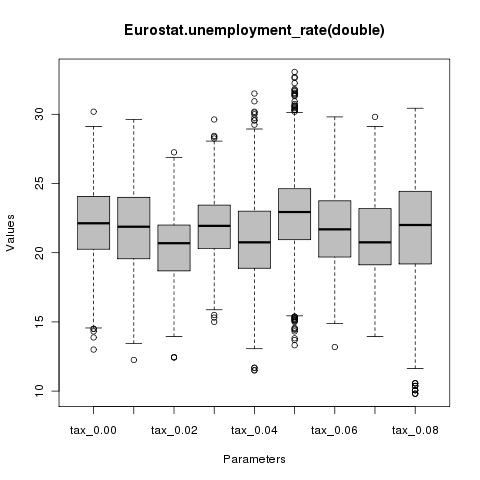 Eurostat.unemployment_rate(double)
Values
30
25
20
15
10
tax_0.00 tax_0.02 tax_0.04 tax_0.06 tax_0.08
Parameters